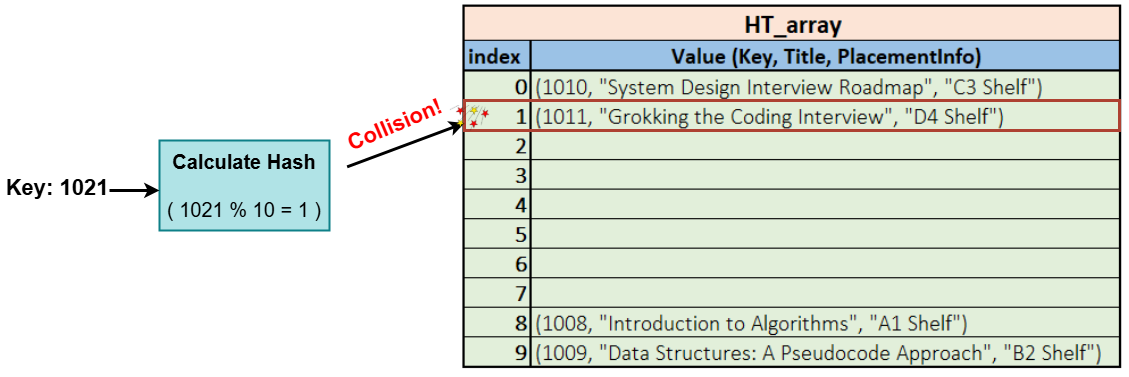 HT_array
index Value (Key, Title, PlacementInfo)
0 (1010, "System Design Interview Roadmap", "C3 Shelf")
Collision!
1 (1011, "Grokking the Coding Interview", "D4 Shelf")
2
Calculate Hash
3
Key: 1021
( 1021 % 10 = 1 )
4
5
6
7
8 (1008, "Introduction to Algorithms", "A1 Shelf")
9 (1009, "Data Structures: A Pseudocode Approach", "B2 Shelf")